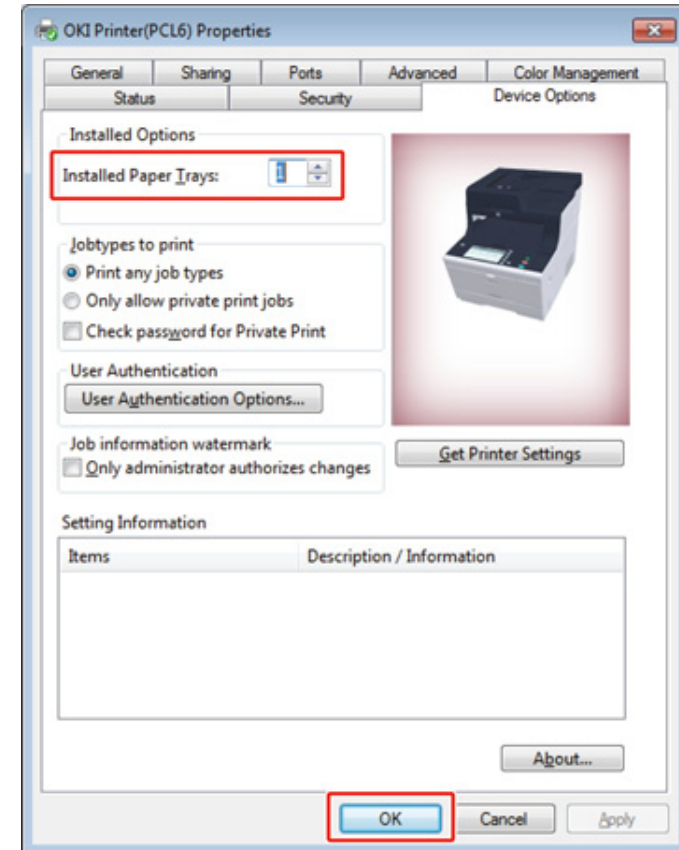 OKI Printer(PCL6) Properties
General Sharing Ports Advanced Color Management
Status Security Device Options
Installed Options
Installed Paper Trays: 1
Jobtypes to print
Print any job types
Only allow private print jobs
Check password for Private Print
User Authentication
User Authentication Options...
Job information watermark
Only administrator authorizes changes
Get Printer Settings
Setting Information
Items Description / Information
About...
OK Cancel Apply